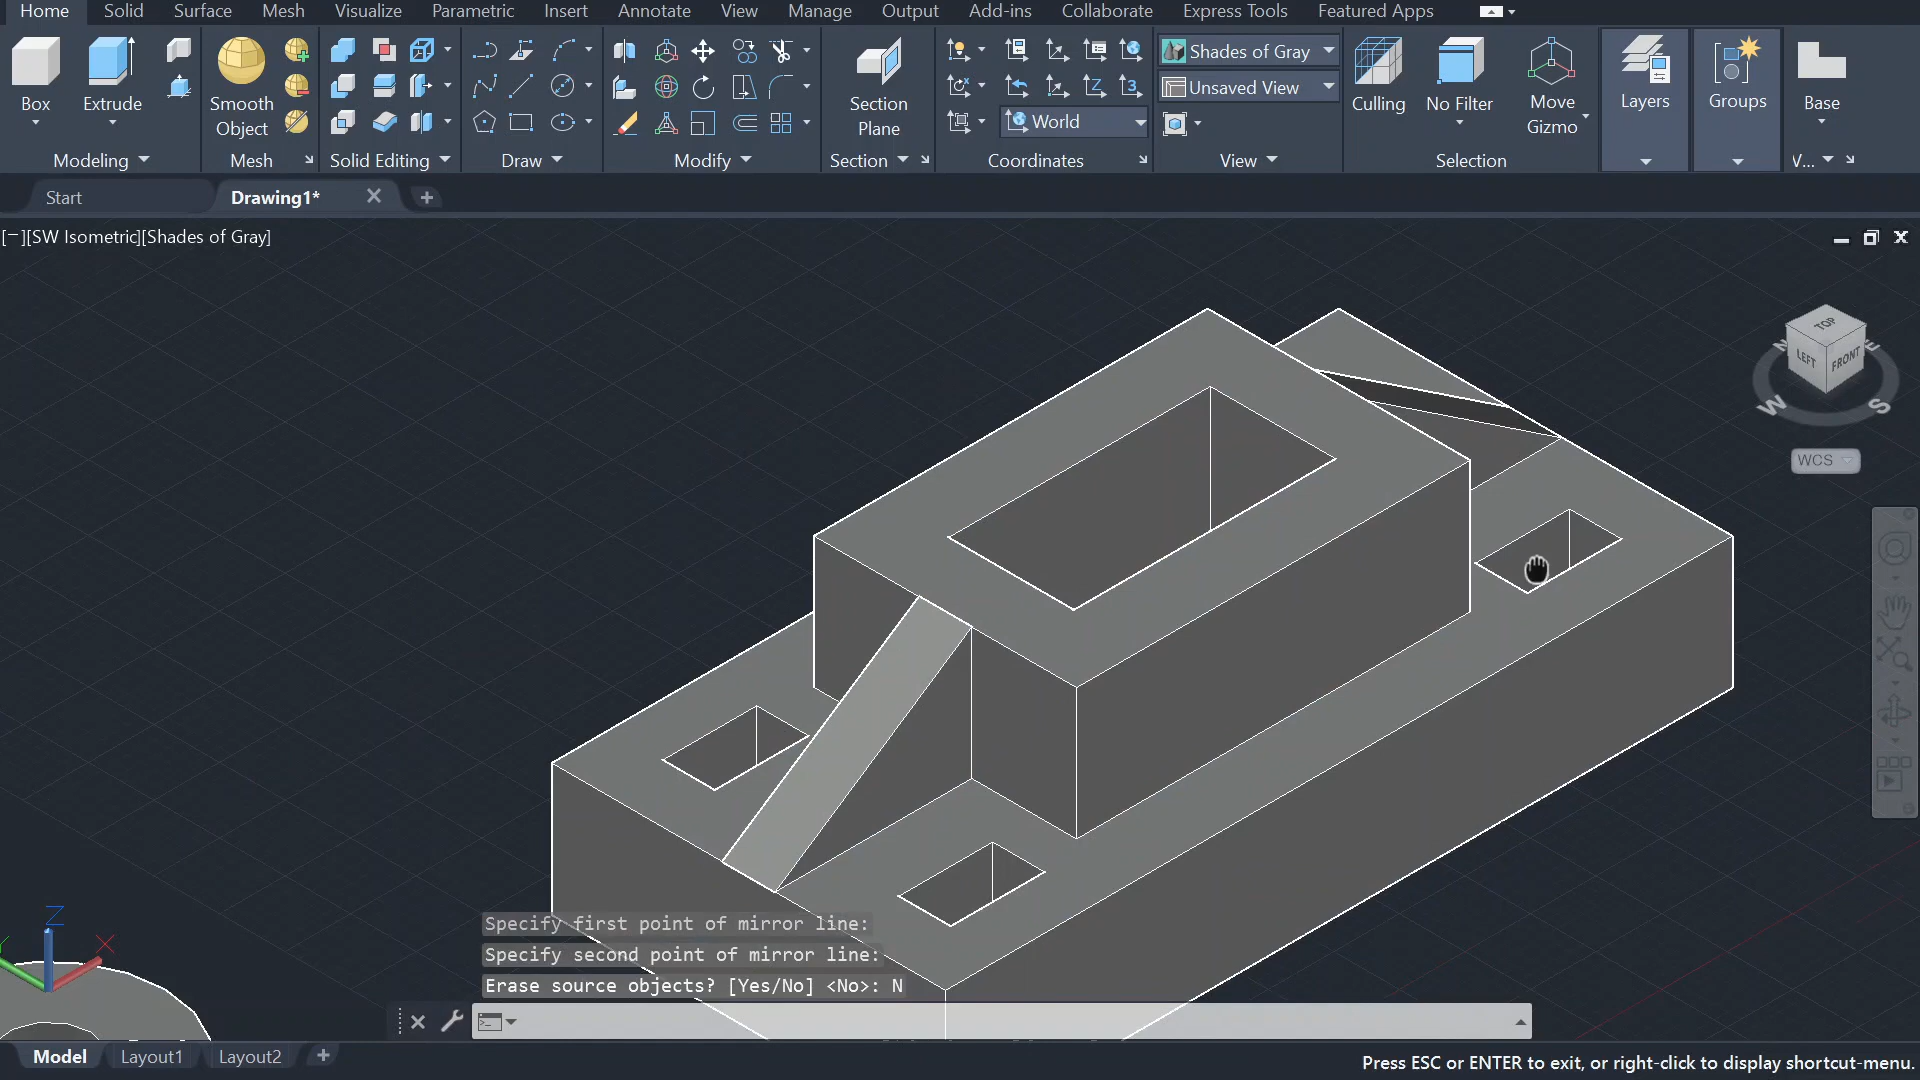 Home Solid Surface Mesh Visualize Parametric Insert Annotate View Manage Output Add-ins Collaborate Express Tools Featured Apps
Box Extrude Smooth Object Section Plane Shades of Gray Unsaved View World Culling No Filter Move Gizmo Layers Groups Base
Modeling Mesh Solid Editing Draw Modify Section Coordinates View Selection V...
Start Drawing1*
[−][SW Isometric][Shades of Gray]
TOP
LEFT FRONT
N E
W S
WCS
Z
X
Y
Specify first point of mirror line:
Specify second point of mirror line:
Erase source objects? [Yes/No] <No>: N
Model Layout1 Layout2
Press ESC or ENTER to exit, or right-click to display shortcut-menu.